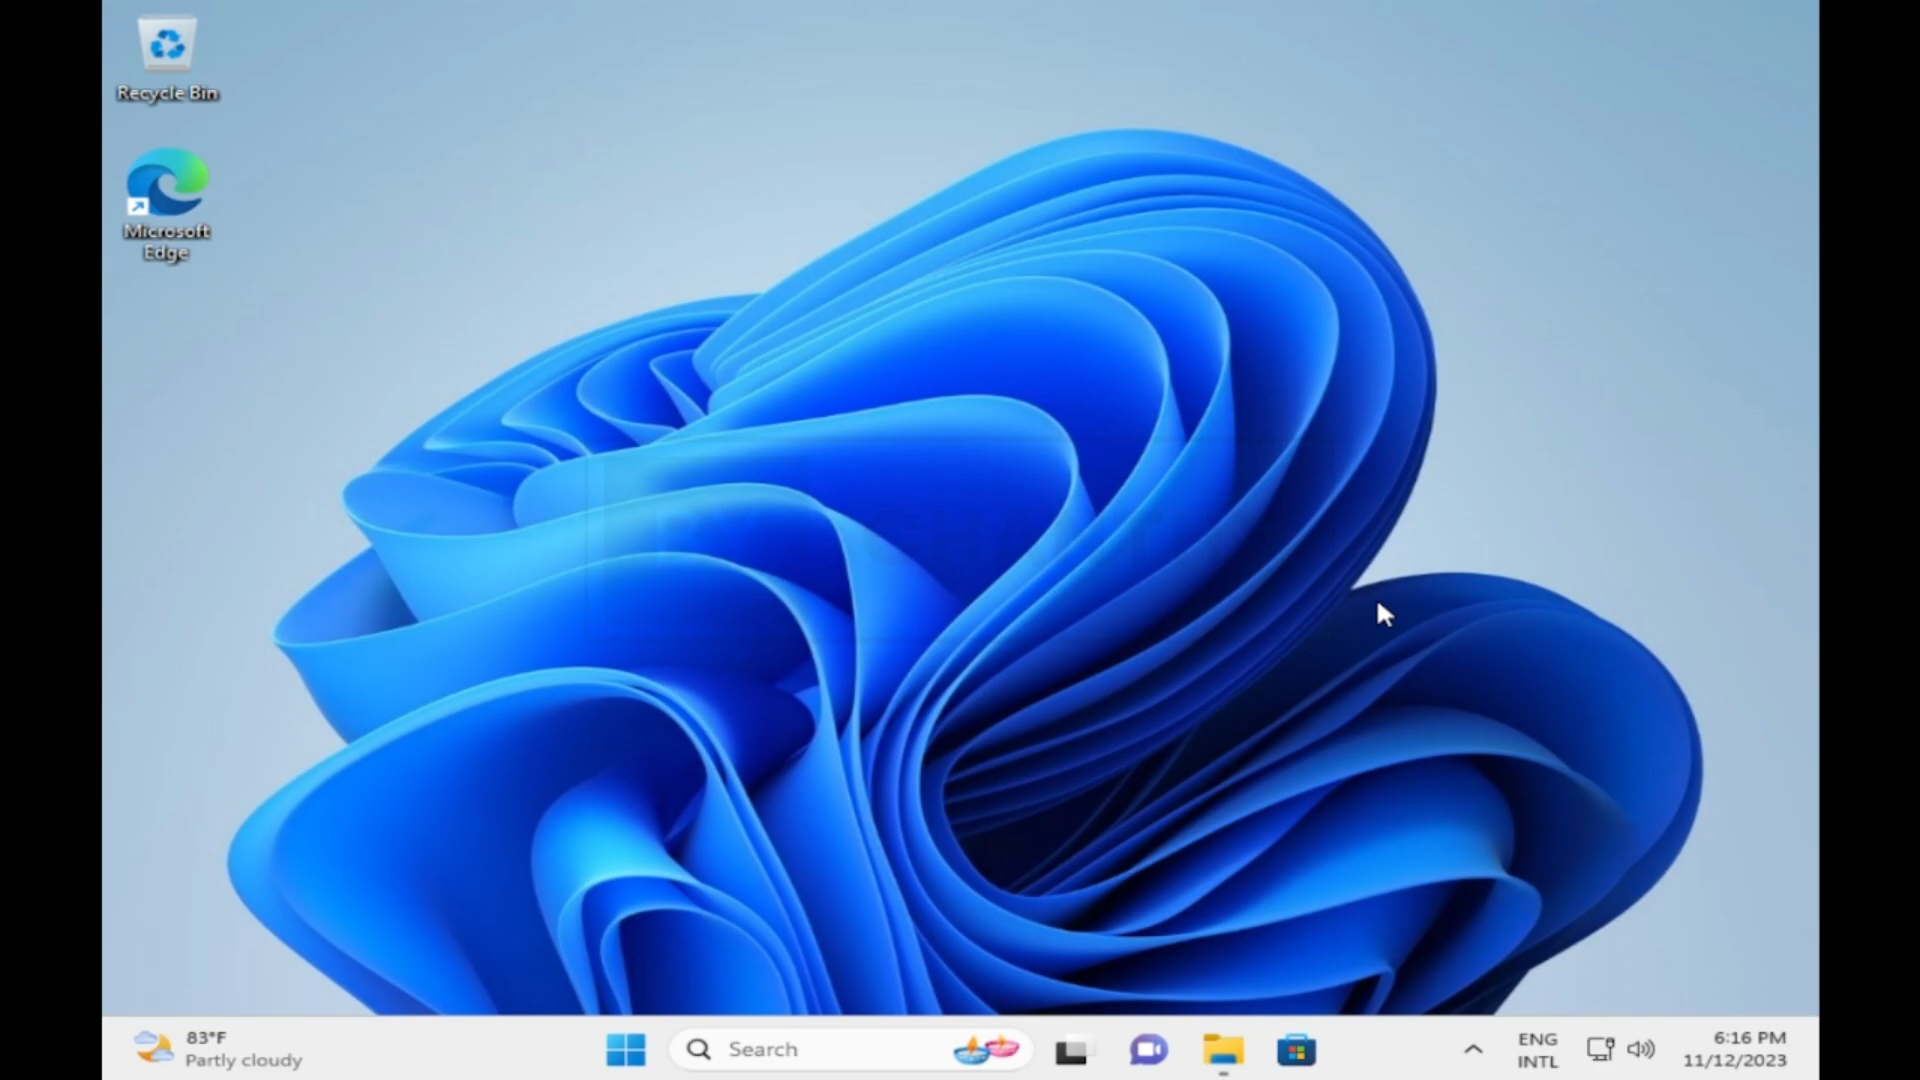 Recycle Bin
Microsoft
Edge
83°F
Partly cloudy
Search
ENG
INTL
6:16 PM
11/12/2023